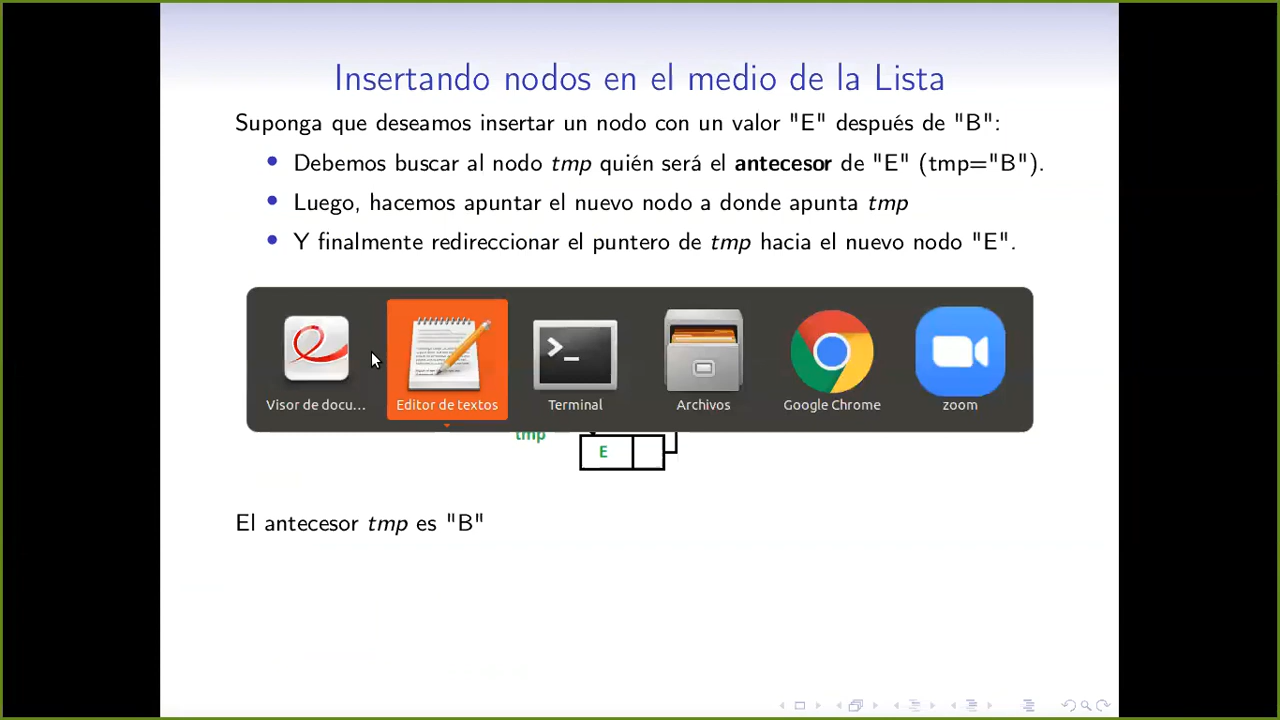 Insertando nodos en el medio de la Lista
Suponga que deseamos insertar un nodo con un valor "E" después de "B":
Debemos buscar al nodo tmp quién será el antecesor de "E" (tmp="B").
Luego, hacemos apuntar el nuevo nodo a donde apunta tmp
Y finalmente redireccionar el puntero de tmp hacia el nuevo nodo "E".
Visor de docu... Editor de textos Terminal Archivos Google Chrome zoom
tmp
E
El antecesor tmp es "B"